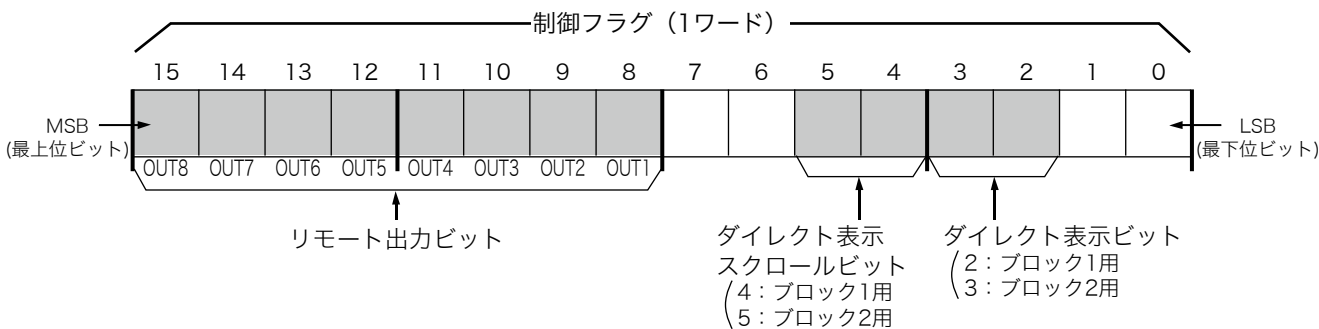 制御フラグ（1ワード）
15 14 13 12 11 10 9 8 7 6 5 4 3 2 1 0
MSB
(最上位ビット)
LSB
(最下位ビット)
OUT8 OUT7 OUT6 OUT5 OUT4 OUT3 OUT2 OUT1
リモート出力ビット
ダイレクト表示
スクロールビット
4：ブロック1用
5：ブロック2用
ダイレクト表示ビット
2：ブロック1用
3：ブロック2用